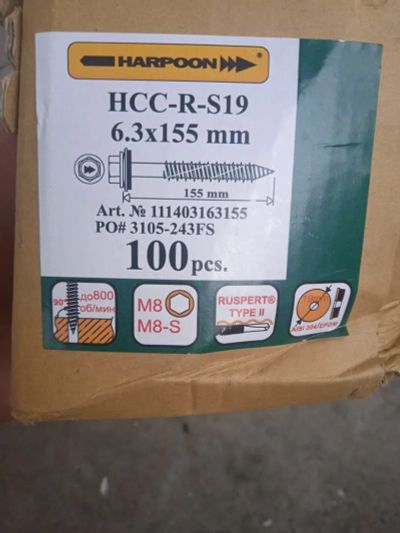 HARPOON
HCC-R-S19
6.3x155 mm
155 mm
Art. № 111403163155
PO# 3105-243FS
100 pcs.
90°
до800
об/мин
M8
M8-S
RUSPERT®
TYPE II
AISI 304/EPDM